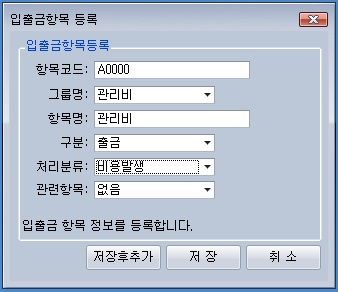 입출금항목 등록
입출금항목등록
항목코드: A0000
그룹명: 관리비
항목명: 관리비
구분: 출금
처리분류: 비용발생
관련항목: 없음
입출금 항목 정보를 등록합니다.
저장후추가 저 장 취 소